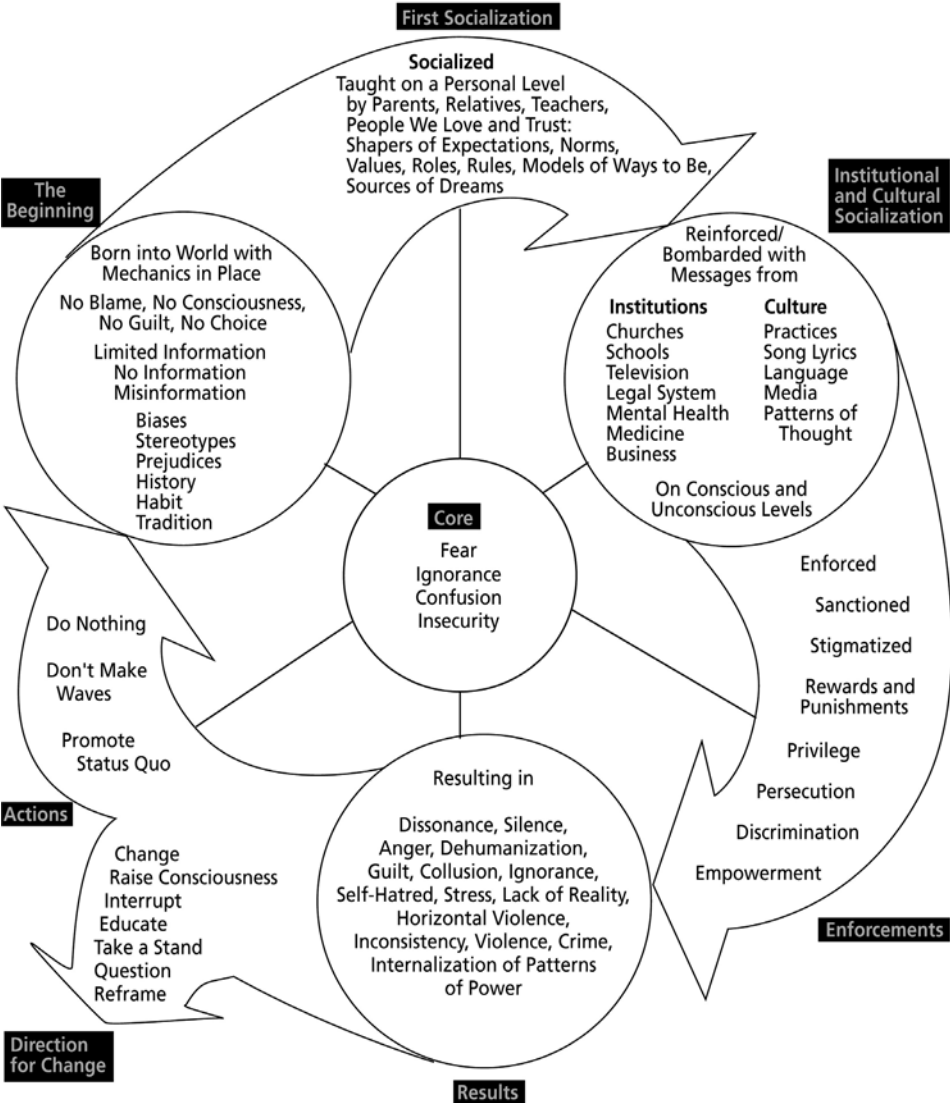 First Socialization
Socialized
Taught on a Personal Level
by Parents, Relatives, Teachers,
People We Love and Trust:
Shapers of Expectations, Norms,
Values, Roles, Rules, Models of Ways to Be,
Sources of Dreams
The
Beginning
Born into World with
Mechanics in Place
No Blame, No Consciousness,
No Guilt, No Choice
Limited Information
No Information
Misinformation
Biases
Stereotypes
Prejudices
History
Habit
Tradition
Institutional
and Cultural
Socialization
Reinforced/
Bombarded with
Messages from
Institutions
Churches
Schools
Television
Legal System
Mental Health
Medicine
Business
Culture
Practices
Song Lyrics
Language
Media
Patterns of
Thought
On Conscious and
Unconscious Levels
Core
Fear
Ignorance
Confusion
Insecurity
Enforced
Sanctioned
Stigmatized
Rewards and
Punishments
Privilege
Persecution
Discrimination
Empowerment
Enforcements
Resulting in
Dissonance, Silence,
Anger, Dehumanization,
Guilt, Collusion, Ignorance,
Self-Hatred, Stress, Lack of Reality,
Horizontal Violence,
Inconsistency, Violence, Crime,
Internalization of Patterns
of Power
Results
Do Nothing
Don't Make
Waves
Promote
Status Quo
Actions
Change
Raise Consciousness
Interrupt
Educate
Take a Stand
Question
Reframe
Direction
for Change